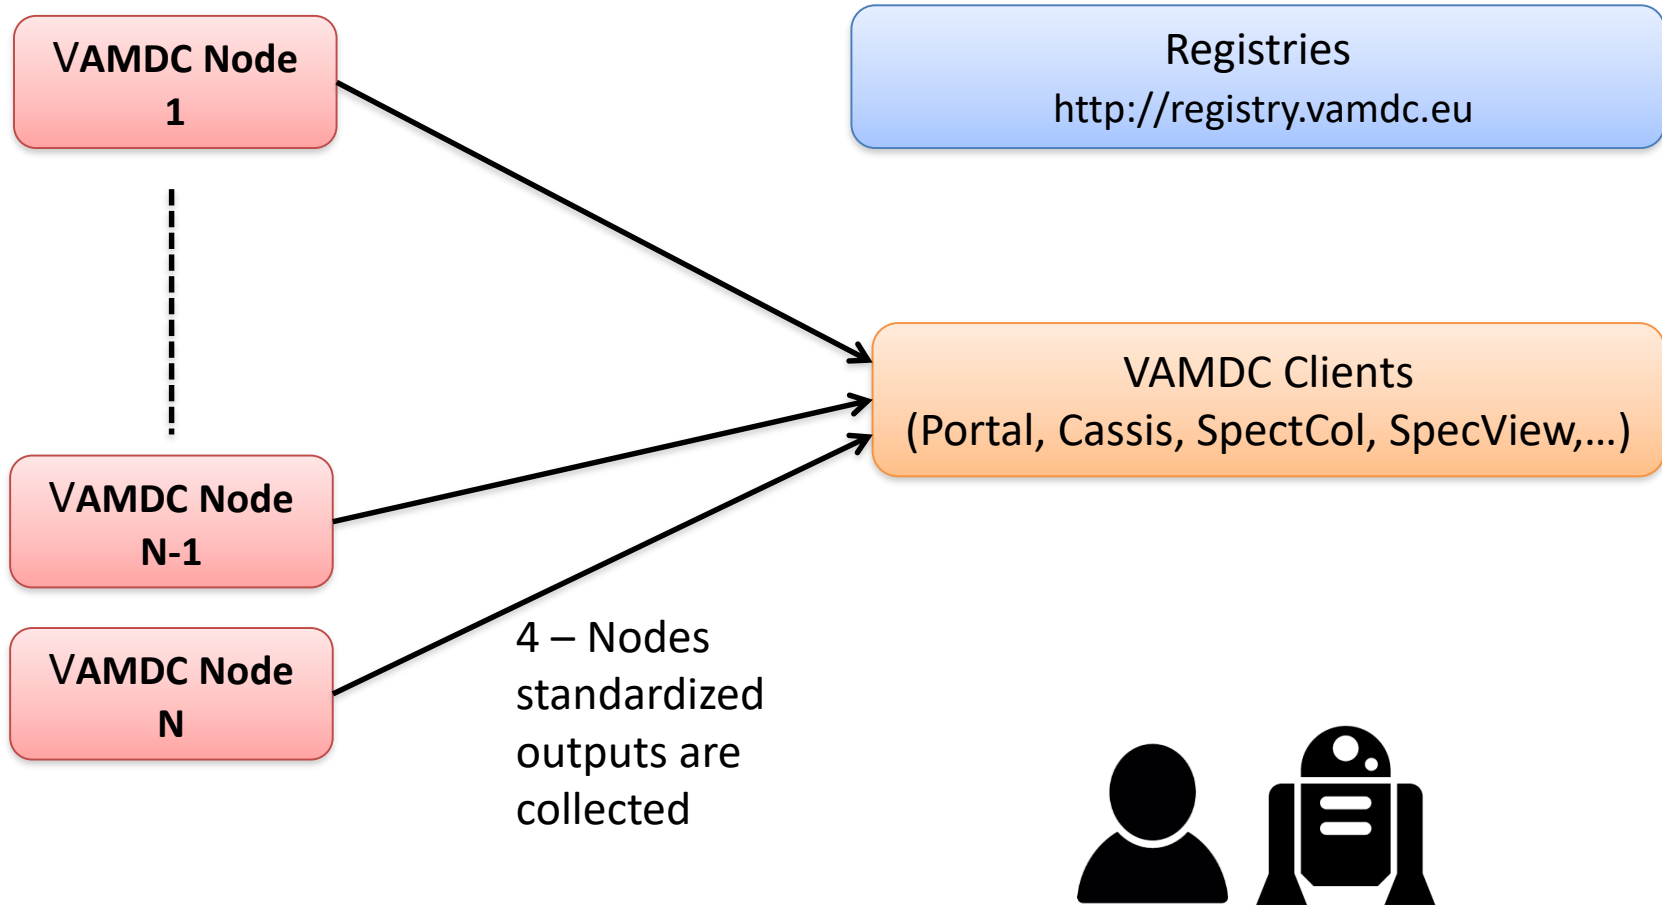 VAMDC Node
1
Registries
http://registry.vamdc.eu
VAMDC Clients
(Portal, Cassis, SpectCol, SpecView,...)
VAMDC Node
N-1
VAMDC Node
N
4 – Nodes
standardized
outputs are
collected